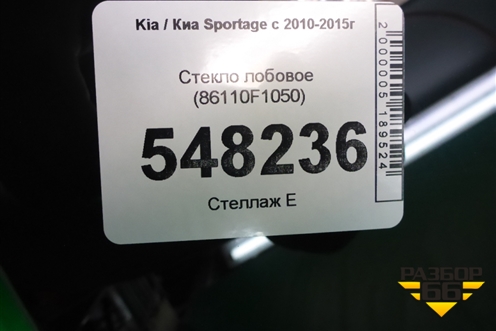 Kia / Киа Sportage с 2010-2015г
Стекло лобовое
(86110F1050)
548236
Стеллаж Е
2000005189524
РАЗБОР
66